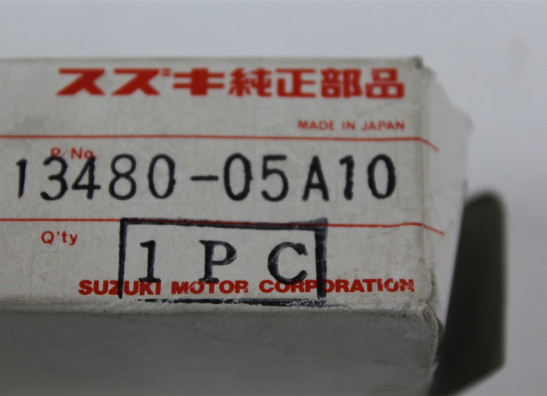 スズキ純正部品
MADE IN JAPAN
P/No
13480-05A10
Q'ty
1 PC
SUZUKI MOTOR CORPORATION